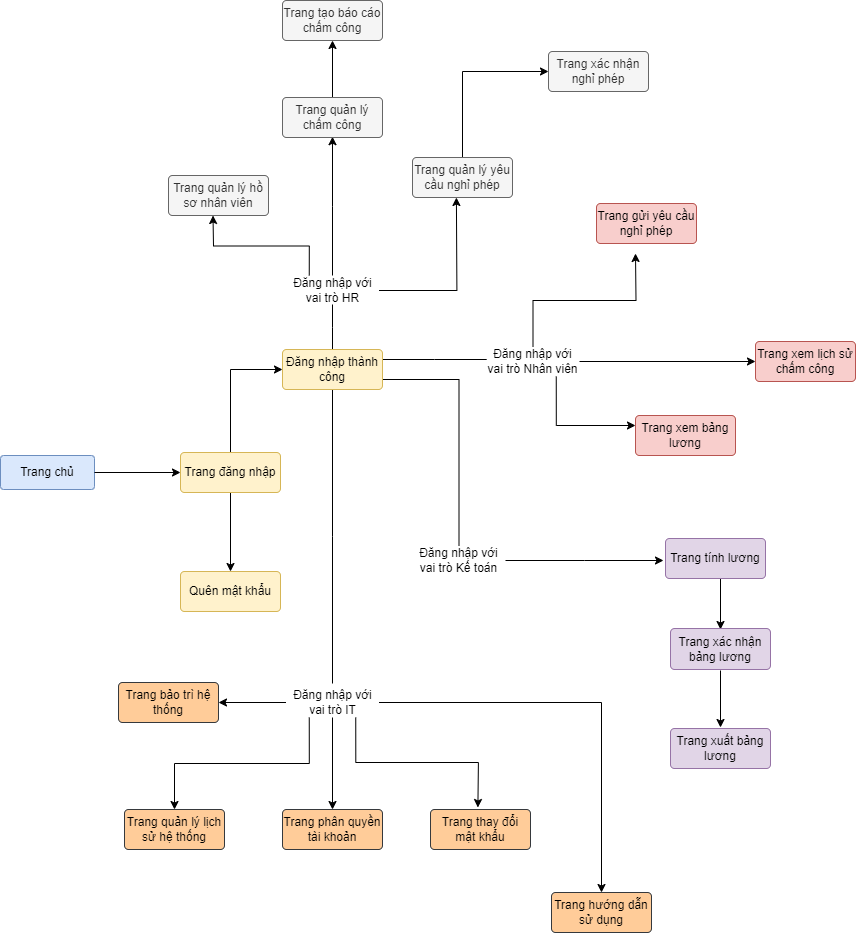 Trang tạo báo cáo
chấm công
Trang xác nhận
nghỉ phép
Trang quản lý
chấm công
Trang quản lý yêu
cầu nghỉ phép
Trang quản lý hồ
sơ nhân viên
Trang gửi yêu cầu
nghỉ phép
Đăng nhập với
vai trò HR
Đăng nhập thành
công
Đăng nhập với
vai trò Nhân viên
Trang xem lịch sử
chấm công
Trang xem bảng
lương
Trang chủ
Trang đăng nhập
Quên mật khẩu
Đăng nhập với
vai trò Kế toán
Trang tính lương
Trang xác nhận
bảng lương
Trang xuất bảng
lương
Trang bảo trì hệ
thống
Đăng nhập với
vai trò IT
Trang quản lý lịch
sử hệ thống
Trang phân quyền
tài khoản
Trang thay đổi
mật khẩu
Trang hướng dẫn
sử dụng